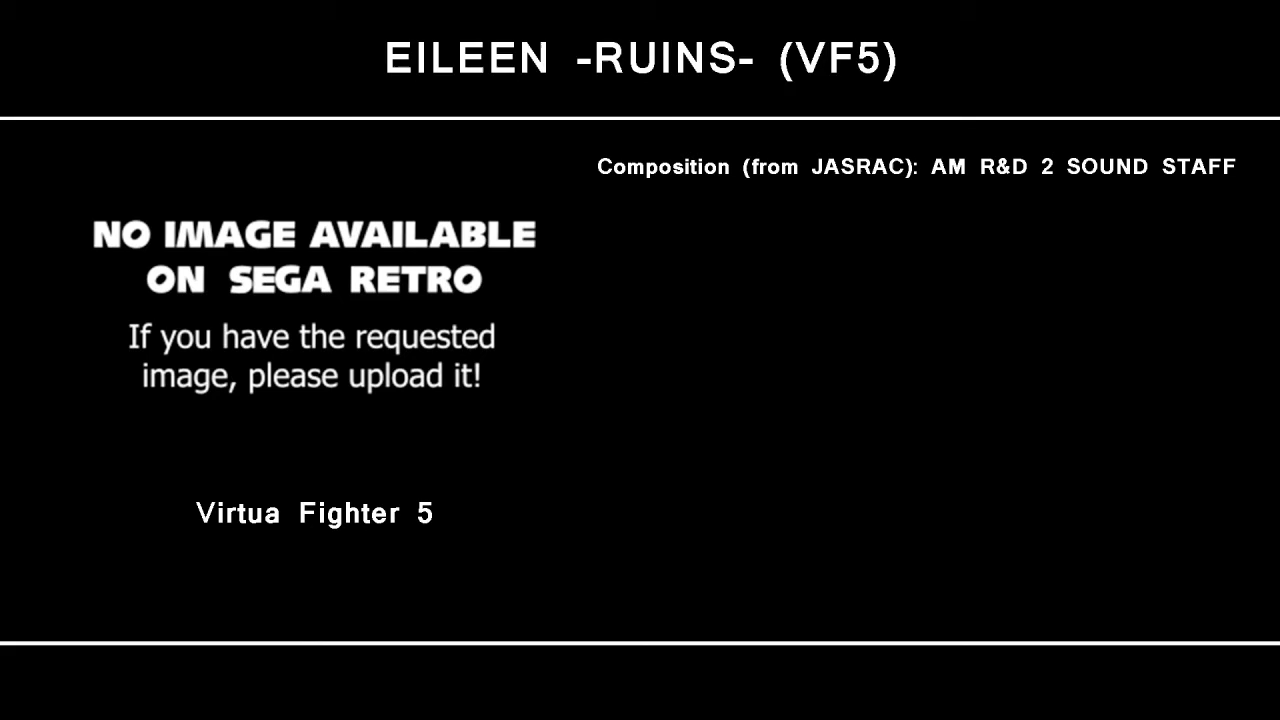 EILEEN -RUINS- (VF5)
Composition (from JASRAC): AM R&D 2 SOUND STAFF
NO IMAGE AVAILABLE
ON SEGA RETRO
If you have the requested
image, please upload it!
Virtua Fighter 5